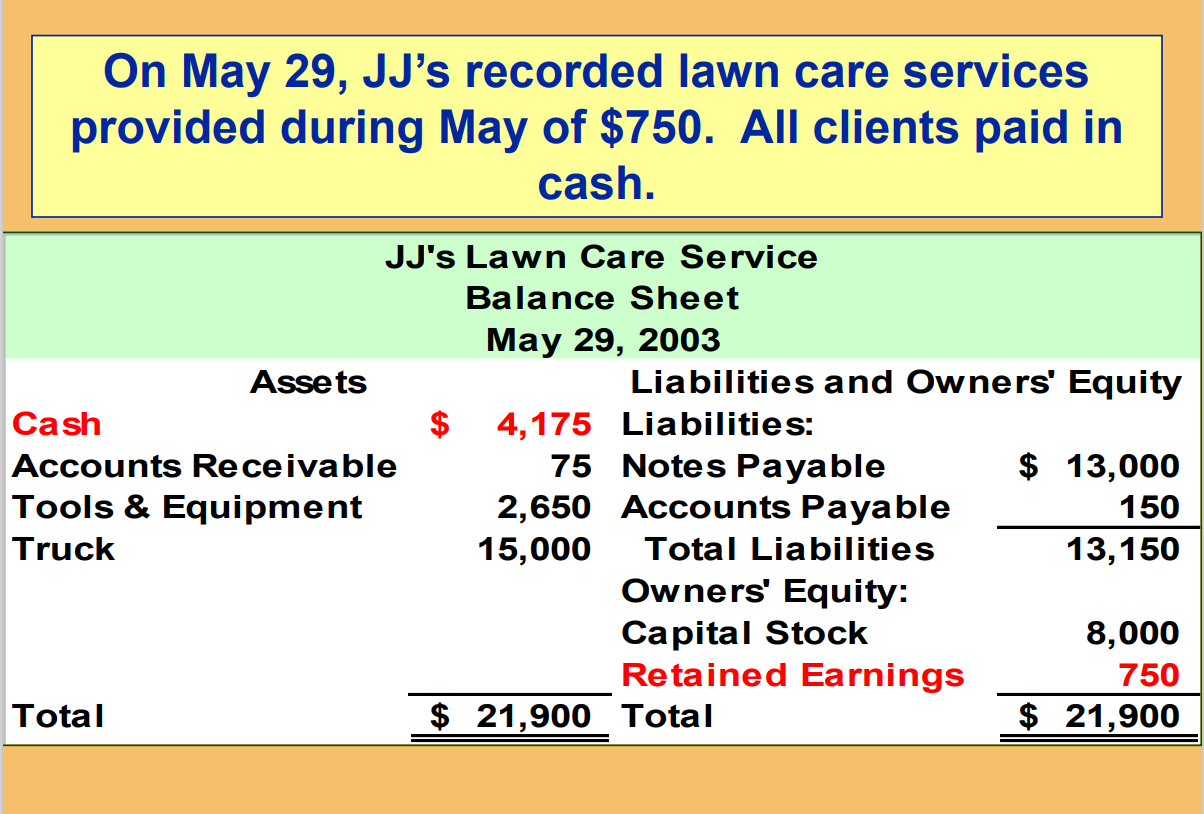 On May 29, JJ’s recorded lawn care services
provided during May of $750.  All clients paid in
cash.
JJ's Lawn Care Service
Balance Sheet
May 29, 2003
Assets Liabilities and Owners' Equity
Cash $ 4,175 Liabilities:
Accounts Receivable 75 Notes Payable $ 13,000
Tools & Equipment 2,650 Accounts Payable 150
Truck 15,000 Total Liabilities 13,150
Owners' Equity:
Capital Stock 8,000
Retained Earnings 750
Total $ 21,900 Total $ 21,900